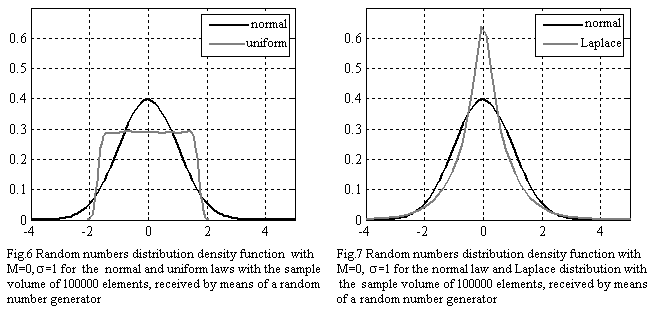 normal
uniform
0.6
0.5
0.4
0.3
0.2
0.1
0
-4
-2
0
2
4
Fig.6 Random numbers distribution density function with
M=0, σ=1 for the normal and uniform laws with the sample
volume of 100000 elements, received by means of a random
number generator
normal
Laplace
0.6
0.5
0.4
0.3
0.2
0.1
0
-4
-2
0
2
4
Fig.7 Random numbers distribution density function with
M=0, σ=1 for the normal law and Laplace distribution with
the sample volume of 100000 elements, received by means
of a random number generator